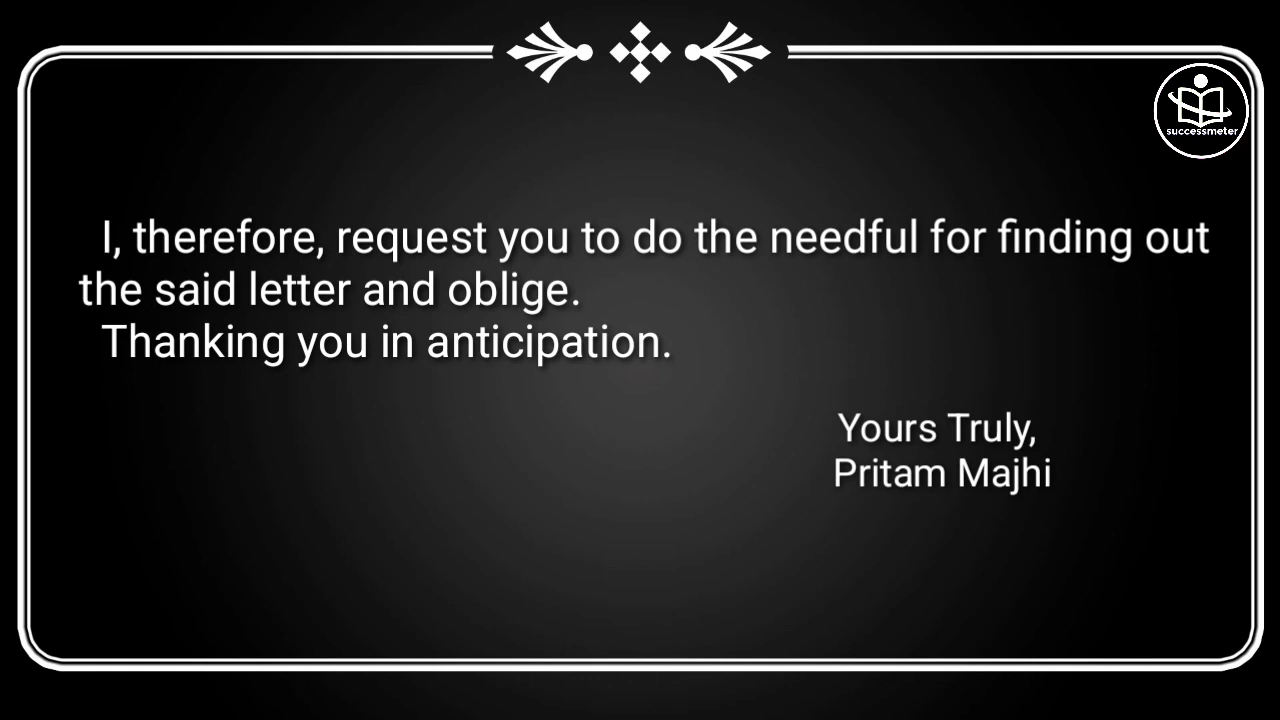 successmeter
I, therefore, request you to do the needful for finding out
the said letter and oblige.
Thanking you in anticipation.
Yours Truly,
Pritam Majhi